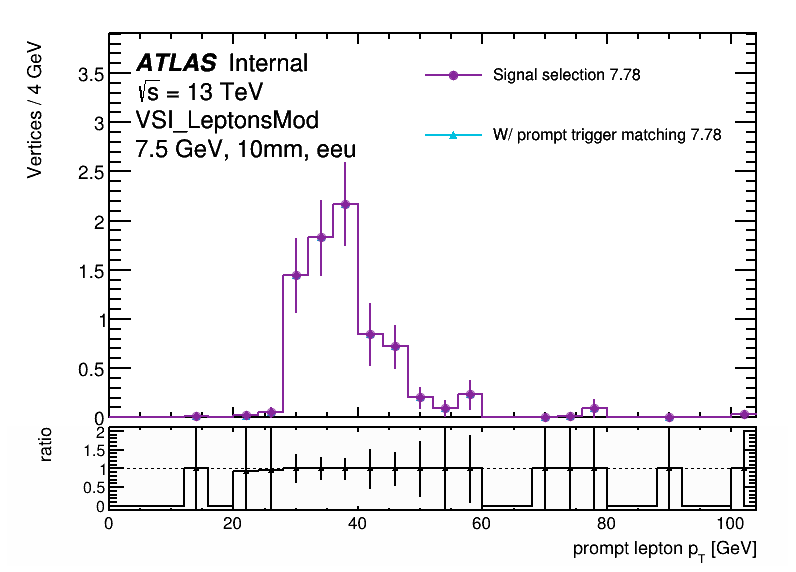 ATLAS Internal
√s = 13 TeV
VSI_LeptonsMod
7.5 GeV, 10mm, eeu
Signal selection 7.78
W/ prompt trigger matching 7.78
Vertices / 4 GeV
3.5
3
2.5
2
1.5
1
0.5
0
ratio
2
1.5
1
0.5
0
0 20 40 60 80 100
prompt lepton pT [GeV]